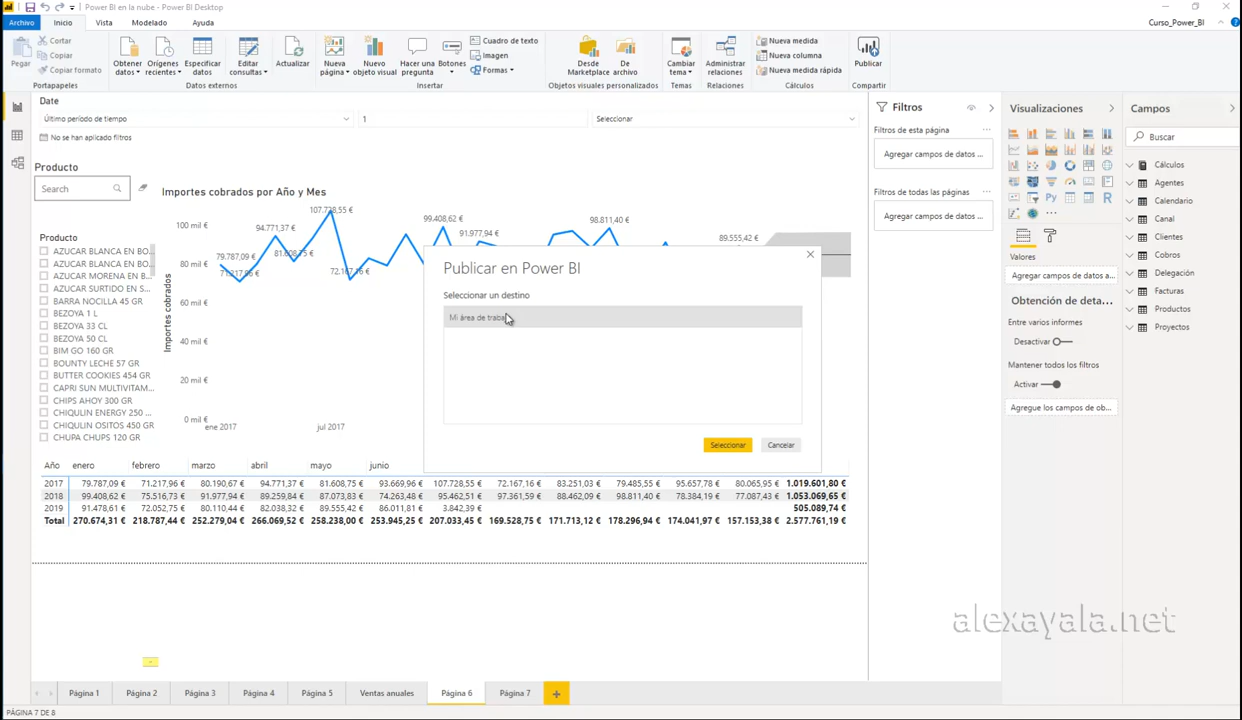 Power BI en la nube - Power BI Desktop
Archivo Inicio Vista Modelado Ayuda
Curso_Power_BI
Pegar
Cortar
Copiar
Copiar formato
Portapapeles
Obtener datos
Orígenes recientes
Especificar datos
Editar consultas
Actualizar
Datos externos
Nueva página
Nuevo objeto visual
Hacer una pregunta
Botones
Cuadro de texto
Imagen
Formas
Insertar
Desde Marketplace
De archivo
Objetos visuales personalizados
Cambiar tema
Temas
Administrar relaciones
Relaciones
Nueva medida
Nueva columna
Nueva medida rápida
Cálculos
Publicar
Compartir
Date
Último período de tiempo
1
Seleccionar
No se han aplicado filtros
Producto
Search
Producto
AZUCAR BLANCA EN BO...
AZUCAR BLANCA EN BO...
AZUCAR MORENA EN B...
AZUCAR SURTIDO EN S...
BARRA NOCILLA 45 GR
BEZOYA 1 L
BEZOYA 33 CL
BEZOYA 50 CL
BIM GO 160 GR
BOUNTY LECHE 57 GR
BUTTER COOKIES 454 GR
CAPRI SUN MULTIVITAM...
CHIPS AHOY 300 GR
CHIQULIN ENERGY 250 ...
CHIQULIN OSITOS 450 GR
CHUPA CHUPS 120 GR
Importes cobrados por Año y Mes
Importes cobrados
100 mil €
80 mil €
60 mil €
40 mil €
20 mil €
0 mil €
79.787,09 €
71.217,96 €
94.771,37 €
81.608,75 €
107.728,55 €
72.167,16 €
99.408,62 €
91.977,94 €
98.811,40 €
89.555,42 €
ene 2017
jul 2017
Publicar en Power BI
Seleccionar un destino
Mi área de traba
Seleccionar
Cancelar
Año enero febrero marzo abril mayo junio
2017 79.787,09 € 71.217,96 € 80.190,67 € 94.771,37 € 81.608,75 € 93.669,96 € 107.728,55 € 72.167,16 € 83.251,03 € 79.485,55 € 95.657,78 € 80.065,95 € 1.019.601,80 €
2018 99.408,62 € 75.516,73 € 91.977,94 € 89.259,84 € 87.073,83 € 74.263,48 € 95.462,51 € 97.361,59 € 88.462,09 € 98.811,40 € 78.384,19 € 77.087,43 € 1.053.069,65 €
2019 91.478,61 € 72.052,75 € 80.110,44 € 82.038,32 € 89.555,42 € 86.011,81 € 3.842,39 € 505.089,74 €
Total 270.674,31 € 218.787,44 € 252.279,04 € 266.069,52 € 258.238,00 € 253.945,25 € 207.033,45 € 169.528,75 € 171.713,12 € 178.296,94 € 174.041,97 € 157.153,38 € 2.577.761,19 €
Filtros
Filtros de esta página
Agregar campos de datos ...
Filtros de todas las páginas
Agregar campos de datos ...
Visualizaciones
Valores
Agregar campos de datos a...
Obtención de deta...
Entre varios informes
Desactivar
Mantener todos los filtros
Activar
Agregue los campos de ob...
Campos
Buscar
Cálculos
Agentes
Calendario
Canal
Clientes
Cobros
Delegación
Facturas
Productos
Proyectos
alexayala.net
Página 1 Página 2 Página 3 Página 4 Página 5 Ventas anuales Página 6 Página 7
PÁGINA 7 DE 8